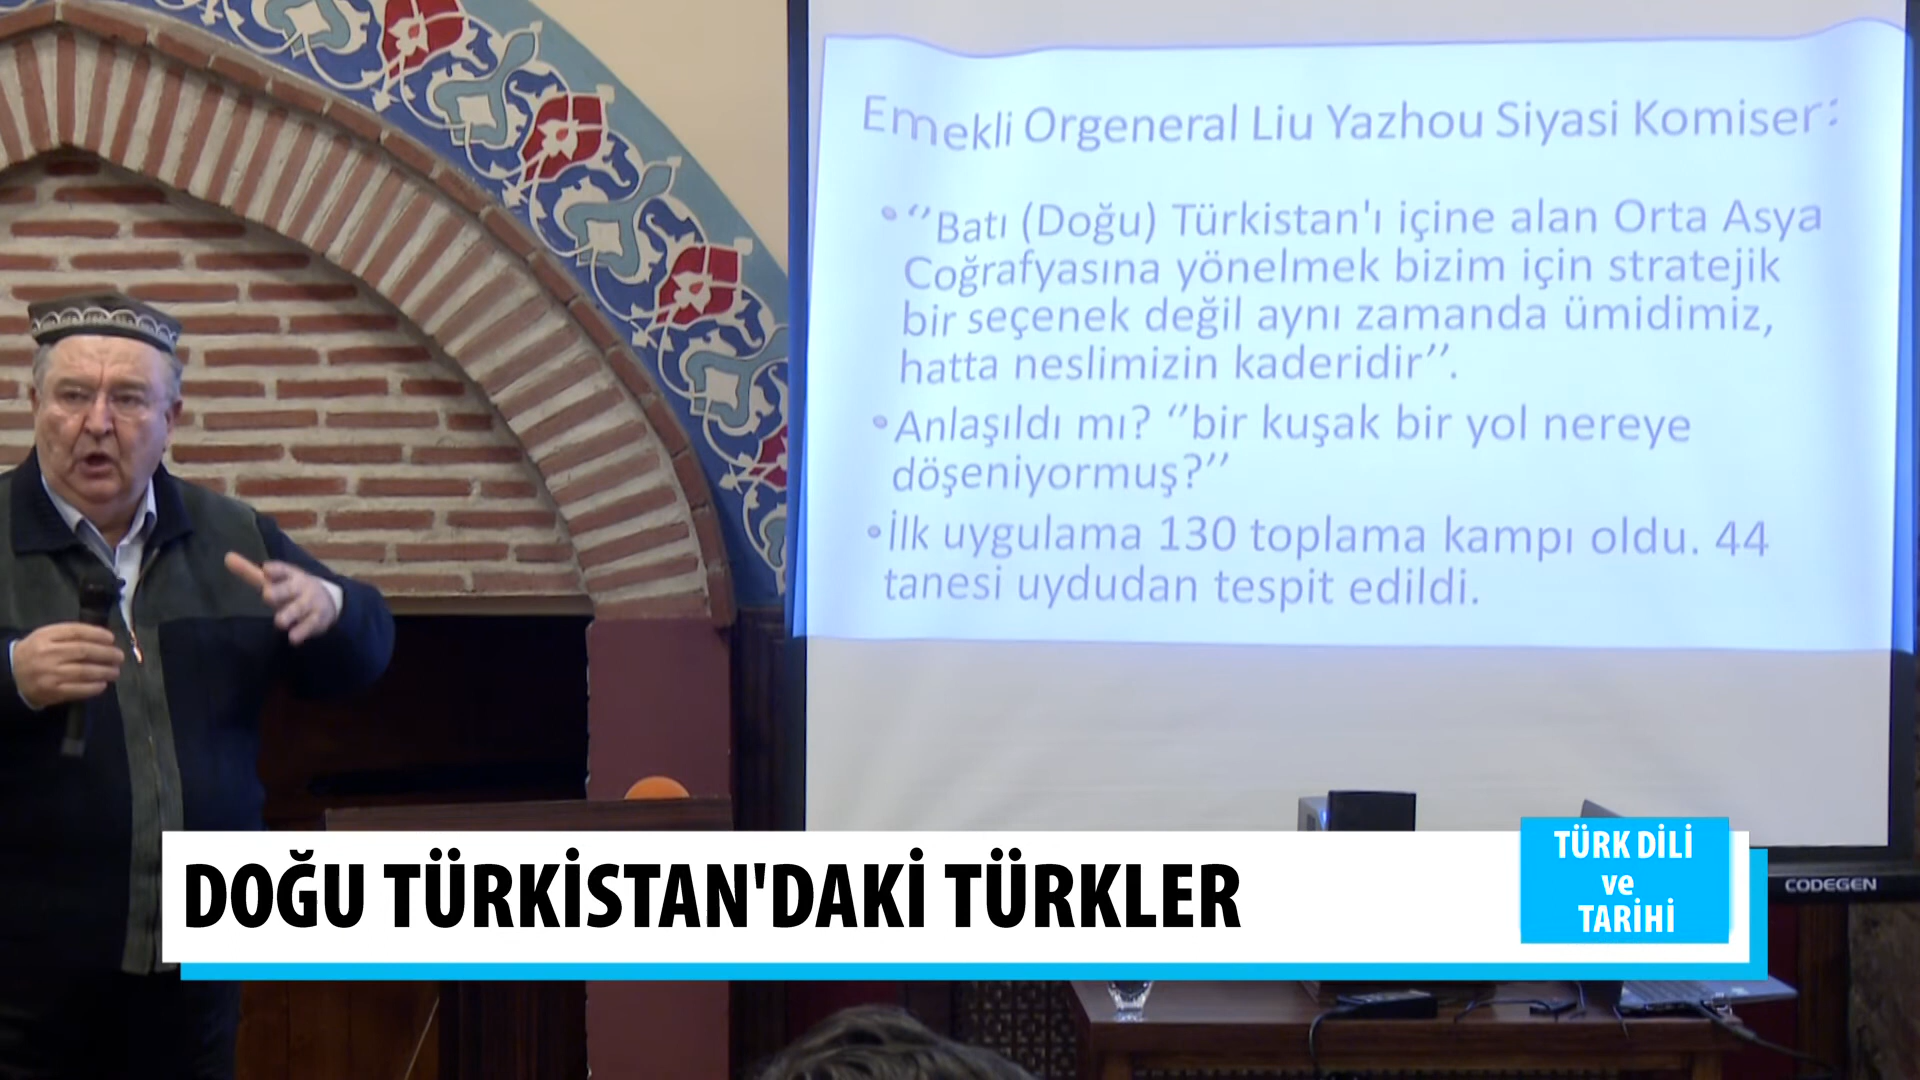 Emekli Orgeneral Liu Yazhou Siyasi Komiser:
• ‘’Batı (Doğu) Türkistan'ı içine alan Orta Asya
Coğrafyasına yönelmek bizim için stratejik
bir seçenek değil aynı zamanda ümidimiz,
hatta neslimizin kaderidir’’.
• Anlaşıldı mı? ‘’bir kuşak bir yol nereye
döşeniyormuş?’’
• İlk uygulama 130 toplama kampı oldu. 44
tanesi uydudan tespit edildi.
DOĞU TÜRKİSTAN'DAKİ TÜRKLER
TÜRK DİLİ
ve
TARİHİ
CODEGEN